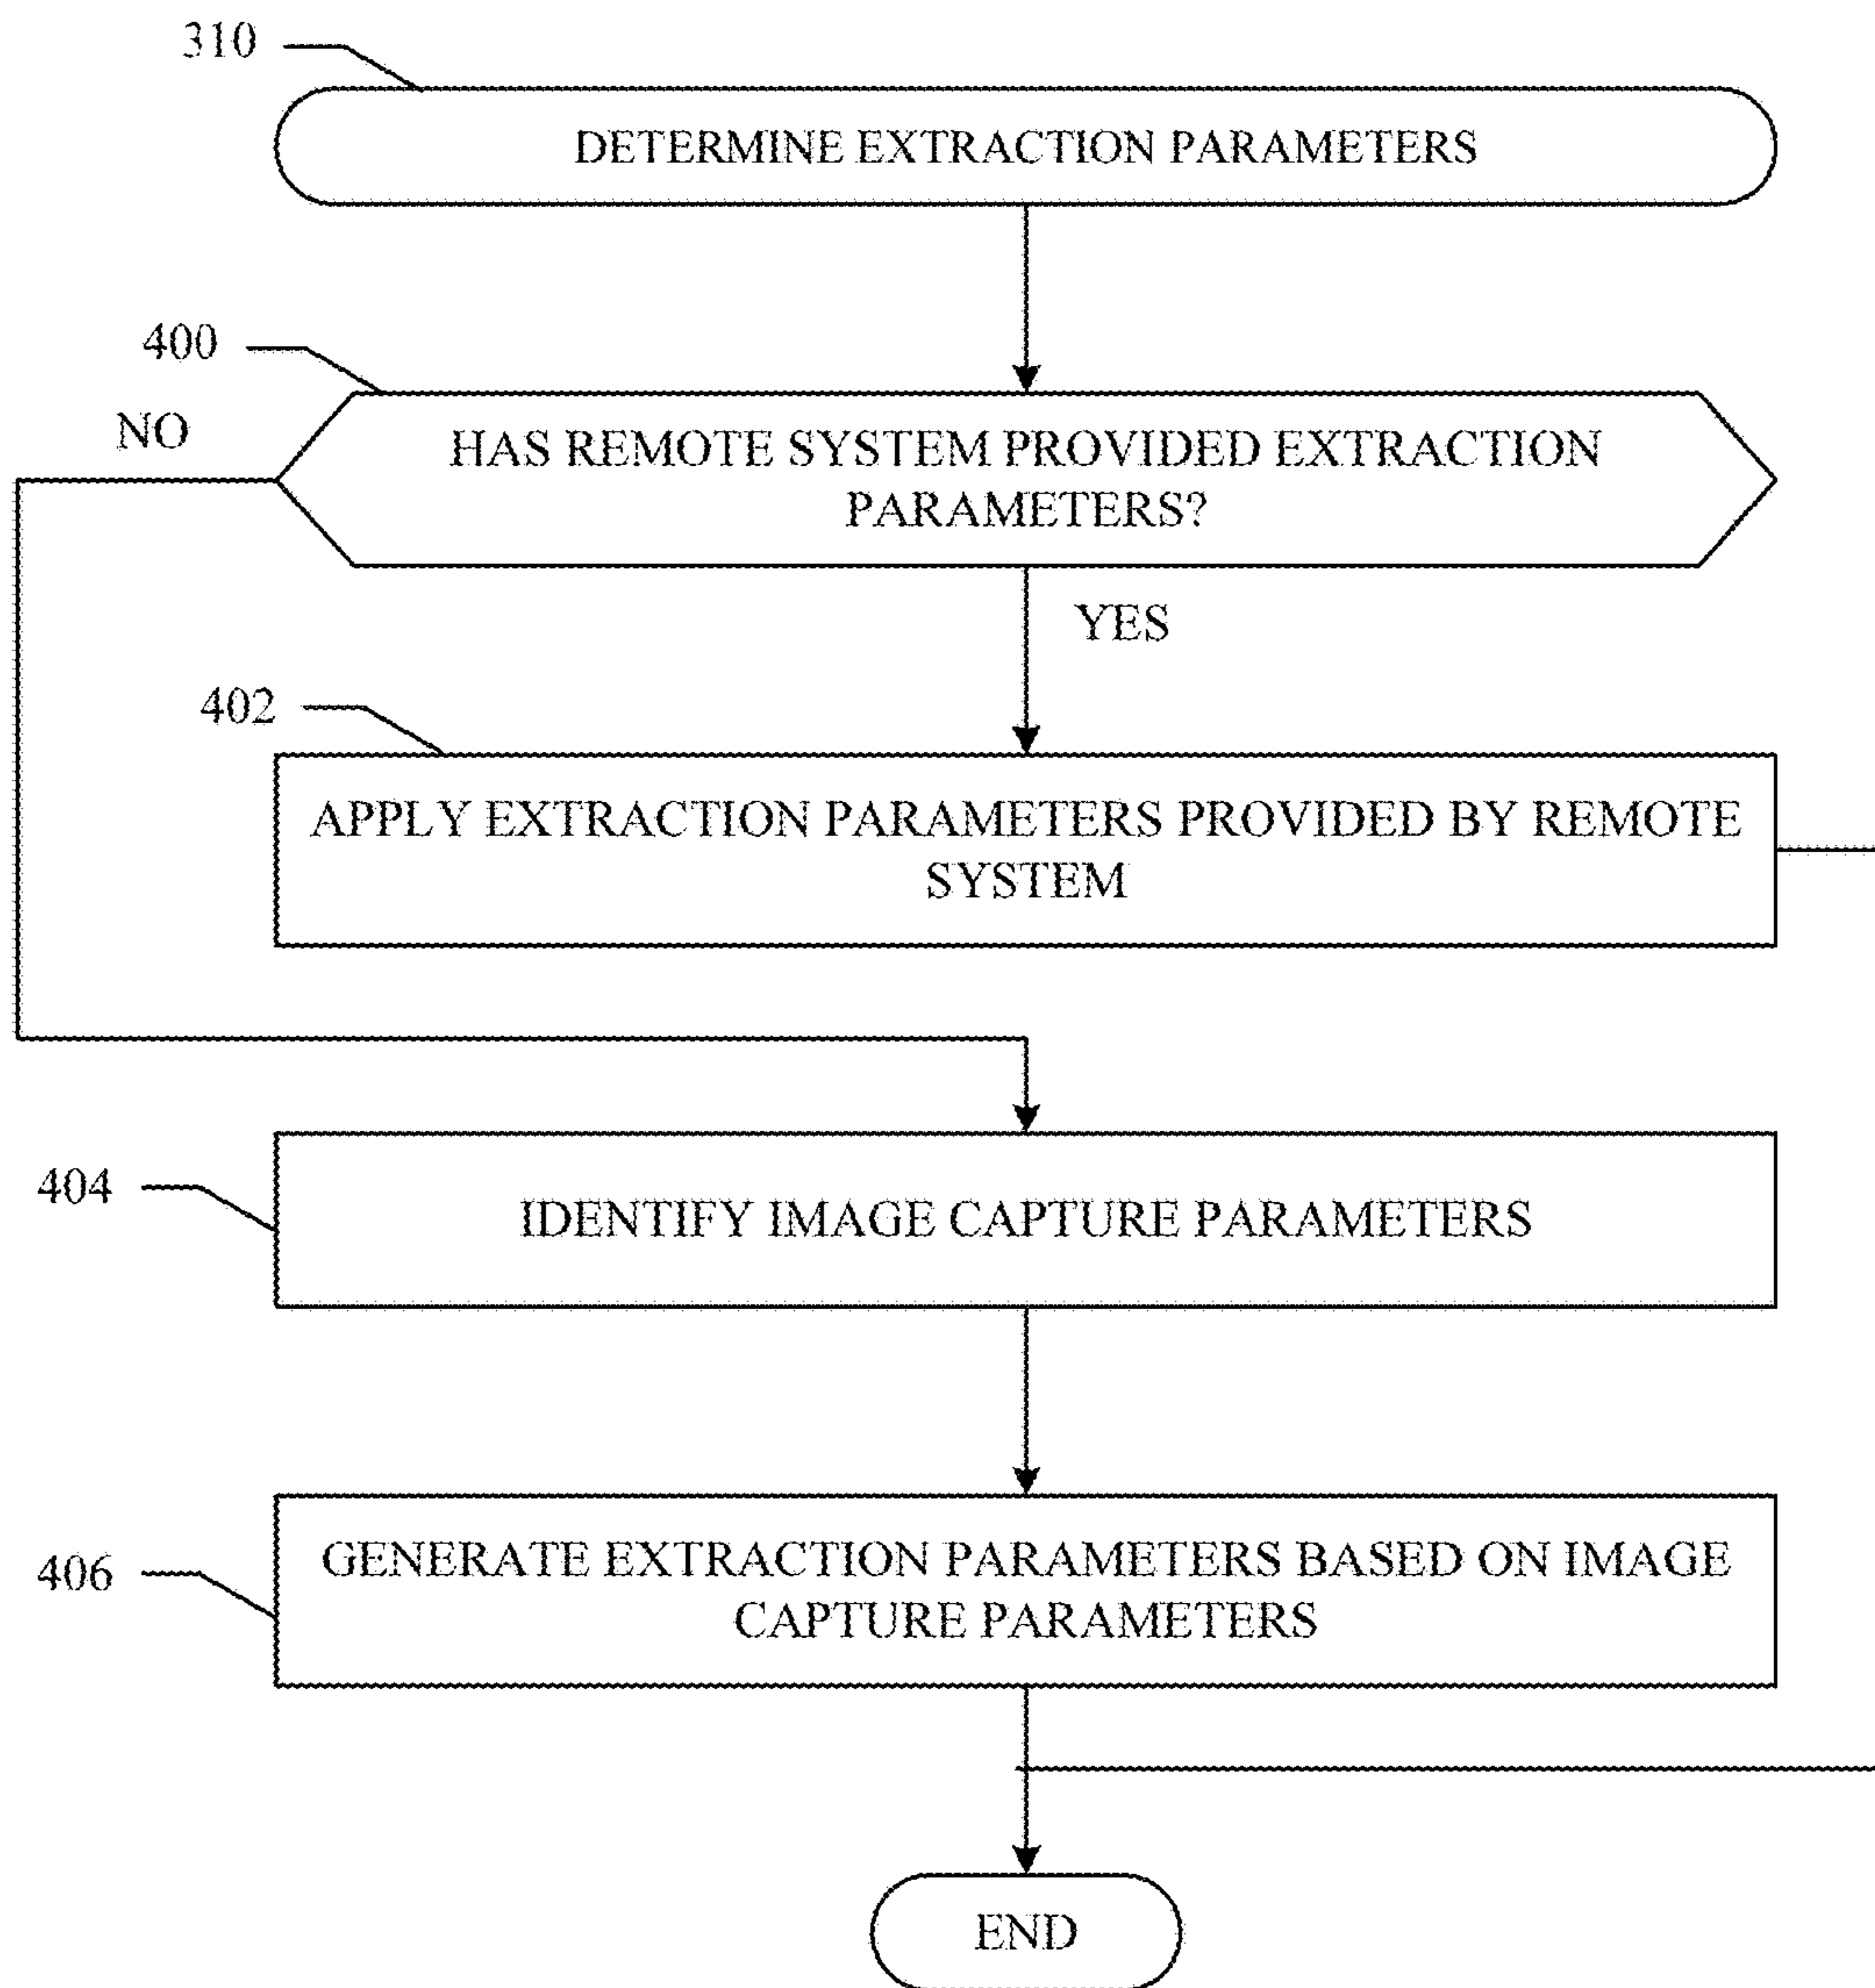 310
DETERMINE EXTRACTION PARAMETERS
400
NO
HAS REMOTE SYSTEM PROVIDED EXTRACTION
PARAMETERS?
YES
402
APPLY EXTRACTION PARAMETERS PROVIDED BY REMOTE
SYSTEM
404
IDENTIFY IMAGE CAPTURE PARAMETERS
406
GENERATE EXTRACTION PARAMETERS BASED ON IMAGE
CAPTURE PARAMETERS
END